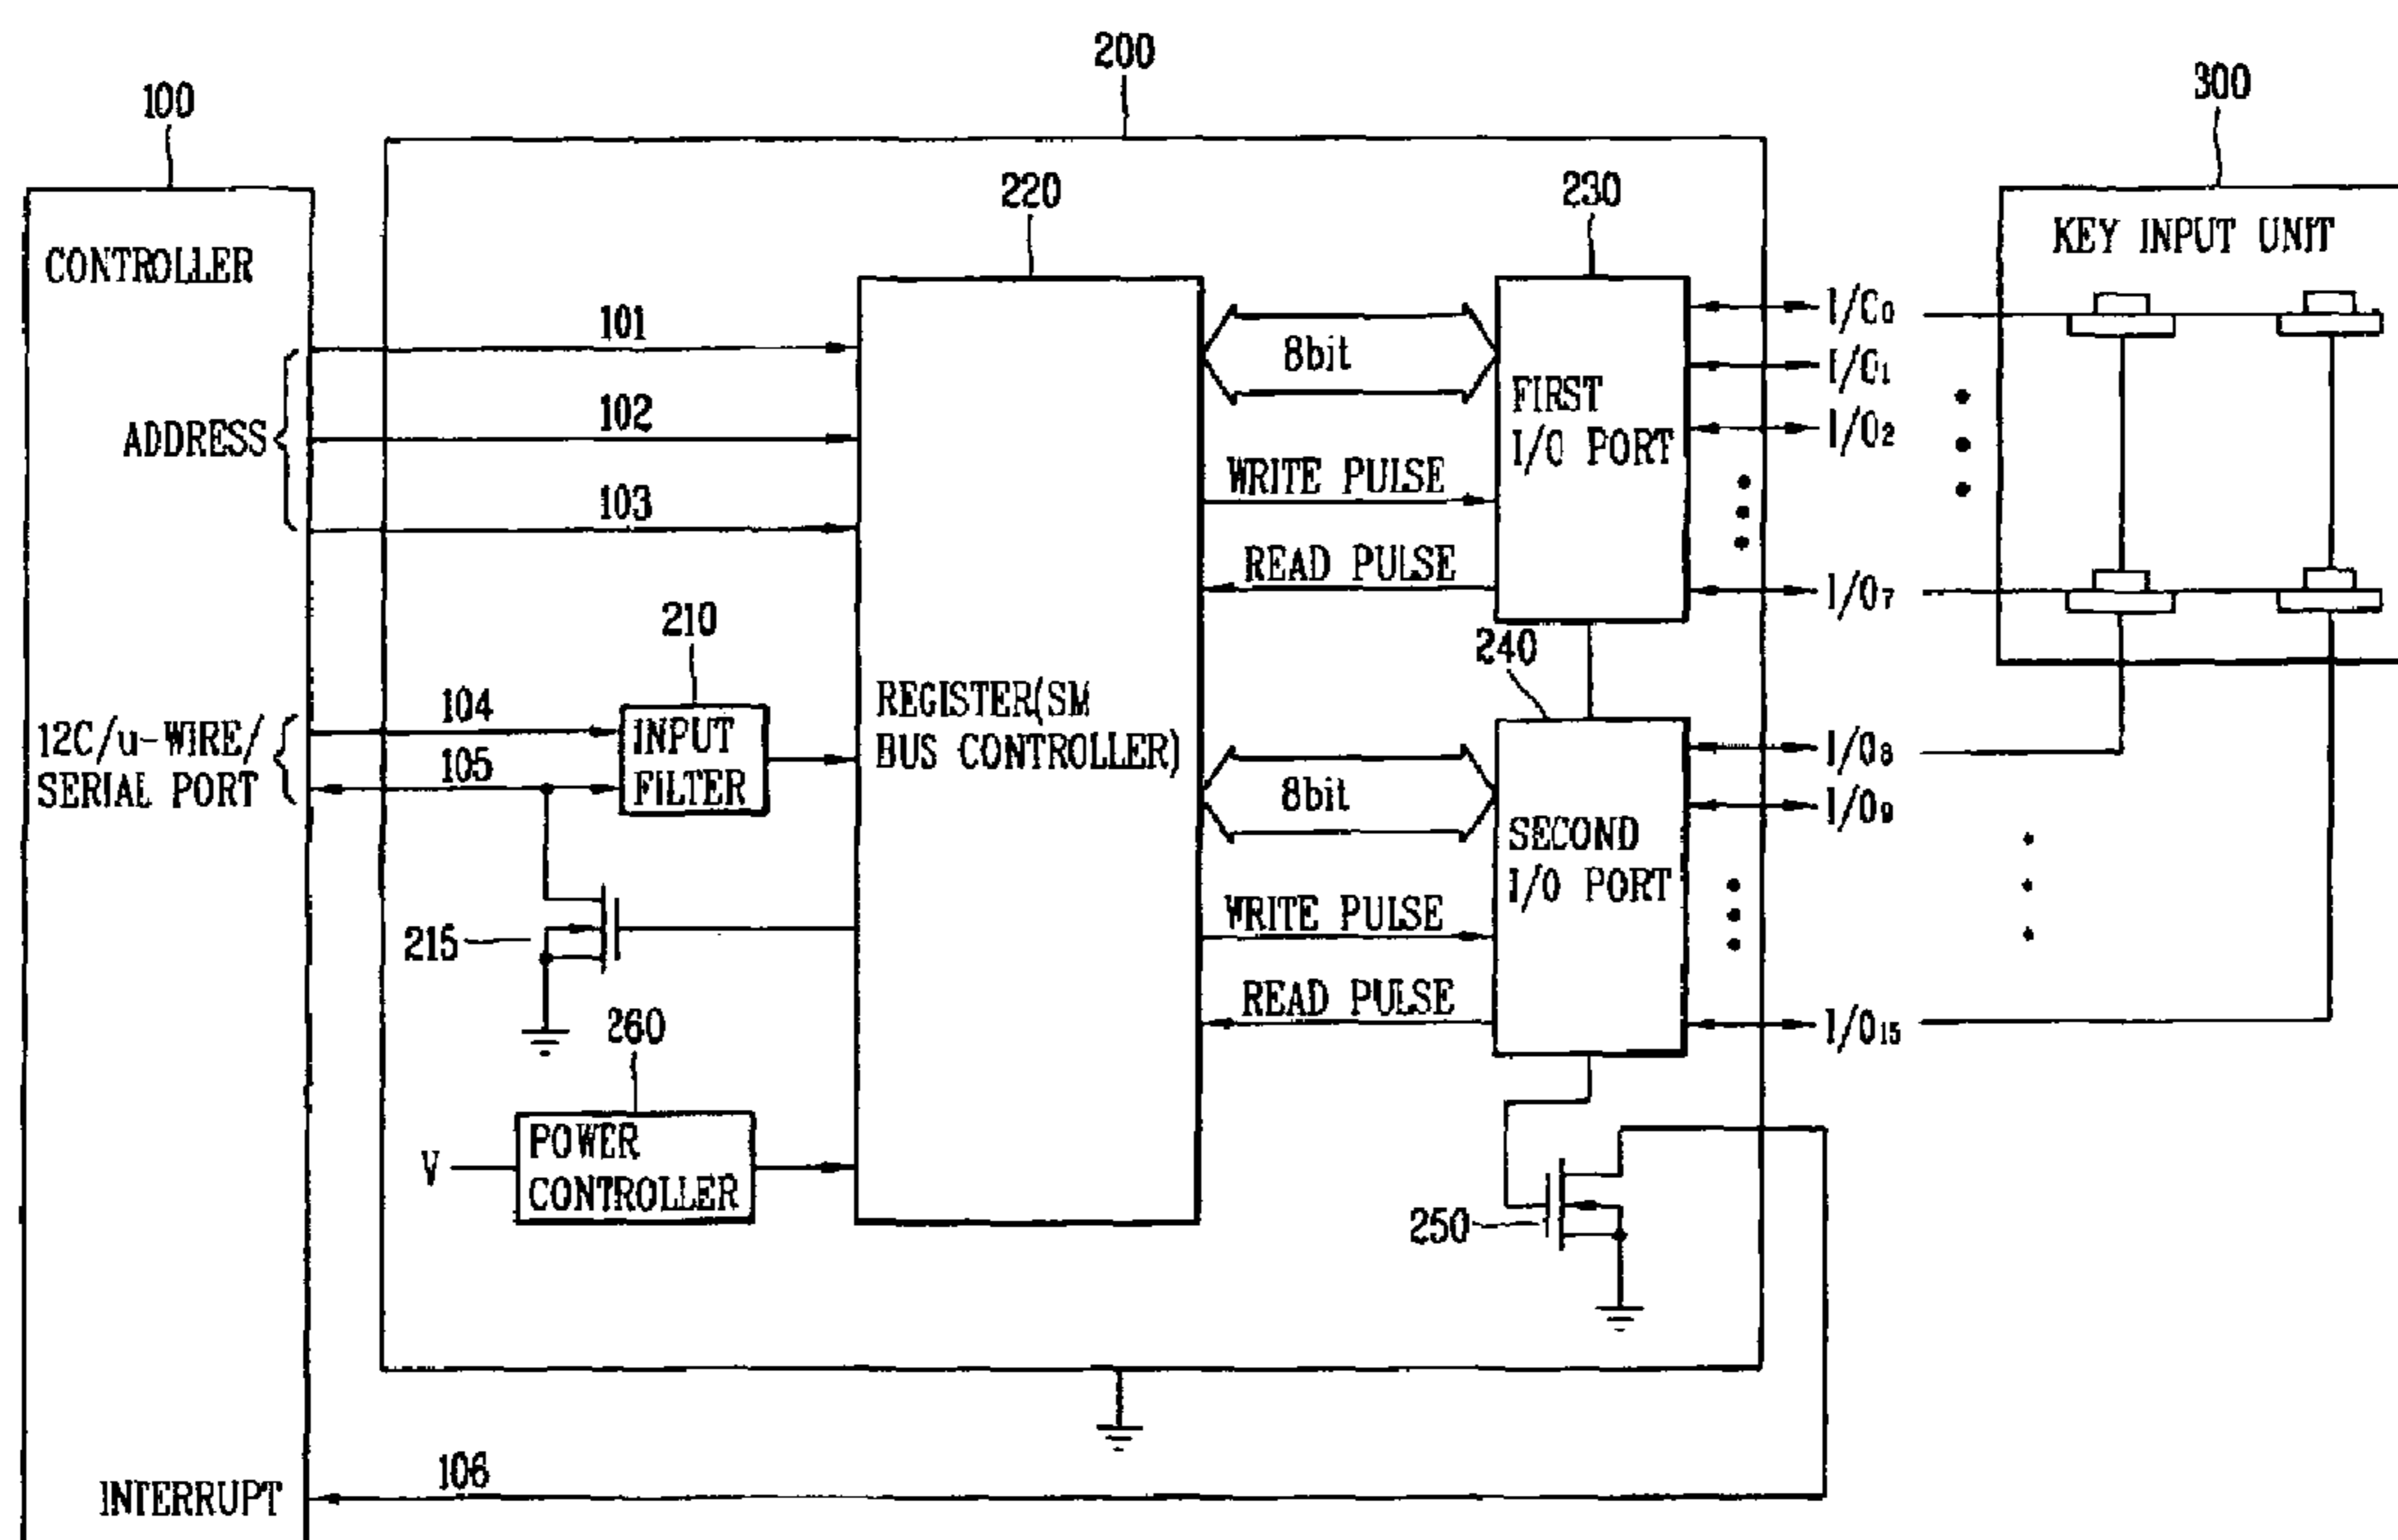 200
100
300
220
230
CONTROLLER
KEY INPUT UNIT
101
102
103
ADDRESS
8bit
FIRST
I/O PORT
WRITE PULSE
READ PULSE
I/O0
I/O1
I/O2
I/O7
210
240
104
105
12C/u-WIRE/
SERIAL PORT
INPUT
FILTER
REGISTER(SM
BUS CONTROLLER)
8bit
SECOND
I/O PORT
WRITE PULSE
READ PULSE
I/O8
I/O9
I/O15
215
260
V
POWER
CONTROLLER
250
106
INTERRUPT